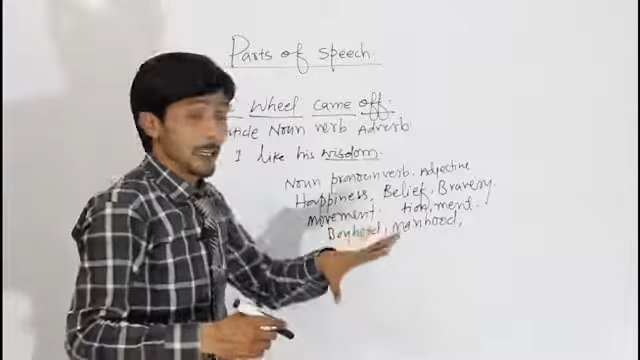 Parts of speech.
Wheel came off.
Noun verb Adverb
I like his wisdom.
Noun pronoun verb. Adjective
Happiness, Belief, Bravery.
movement. tion, ment.
Boyhood, manhood,